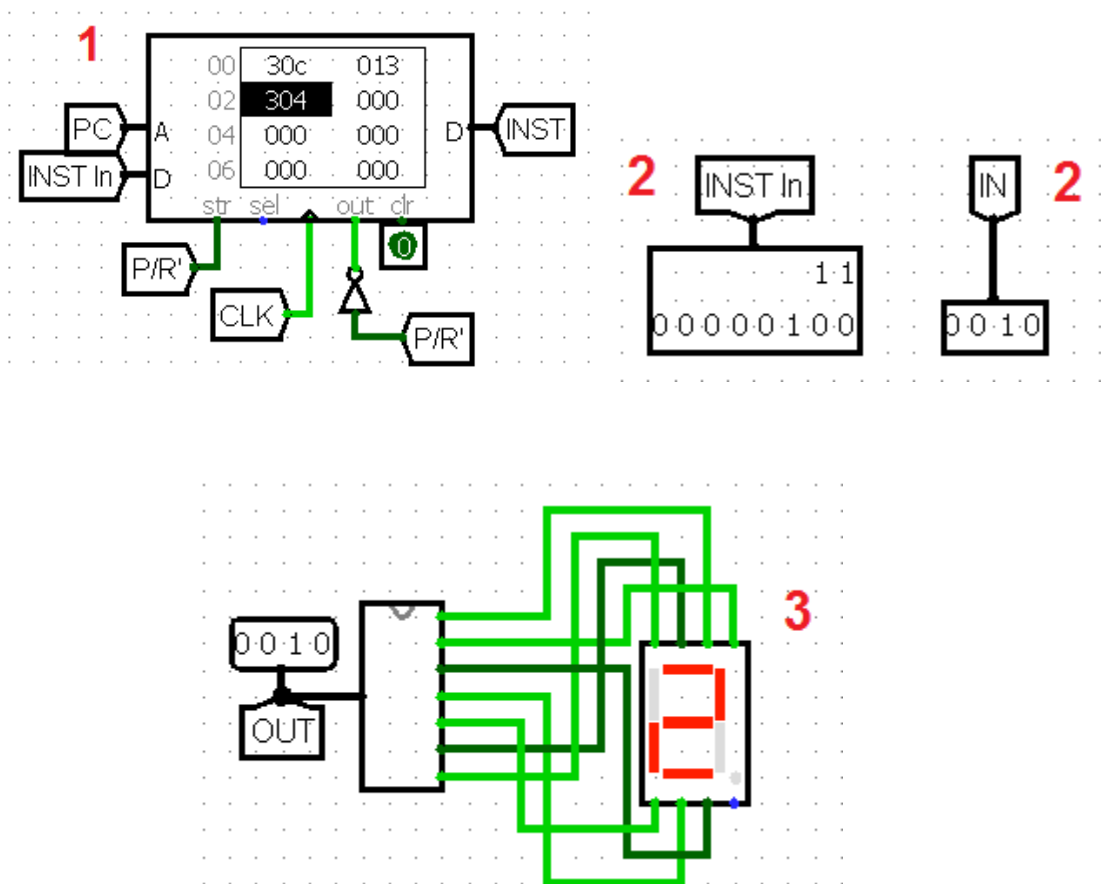 1
00 30c 013
02 304 000
04 000 000
06 000 000
PC
INST In
A
D
D
INST
str sel out clr
0
P/R'
CLK
P/R'
2
INST In
1 1
0 0 0 0 0 1 0 0
IN
2
0 0 1 0
3
0 0 1 0
OUT